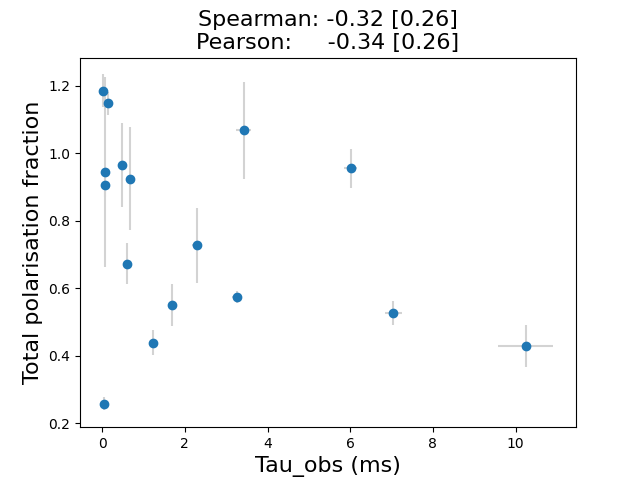 Spearman: -0.32 [0.26]
Pearson: -0.34 [0.26]
Total polarisation fraction
1.2
1.0
0.8
0.6
0.4
0.2
0 2 4 6 8 10
Tau_obs (ms)